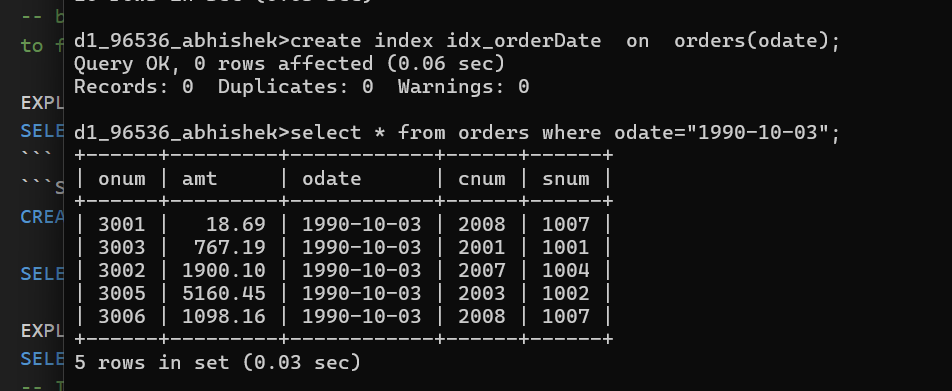 -- b
to f
EXPL
SELE
```
```S
CREA
SELE
EXPL
SELE
d1_96536_abhishek>create index idx_orderDate  on  orders(odate);
Query OK, 0 rows affected (0.06 sec)
Records: 0  Duplicates: 0  Warnings: 0
d1_96536_abhishek>select * from orders where odate="1990-10-03";
+------+---------+------------+------+------+
| onum | amt     | odate      | cnum | snum |
+------+---------+------------+------+------+
| 3001 |   18.69 | 1990-10-03 | 2008 | 1007 |
| 3003 |  767.19 | 1990-10-03 | 2001 | 1001 |
| 3002 | 1900.10 | 1990-10-03 | 2007 | 1004 |
| 3005 | 5160.45 | 1990-10-03 | 2003 | 1002 |
| 3006 | 1098.16 | 1990-10-03 | 2008 | 1007 |
+------+---------+------------+------+------+
5 rows in set (0.03 sec)